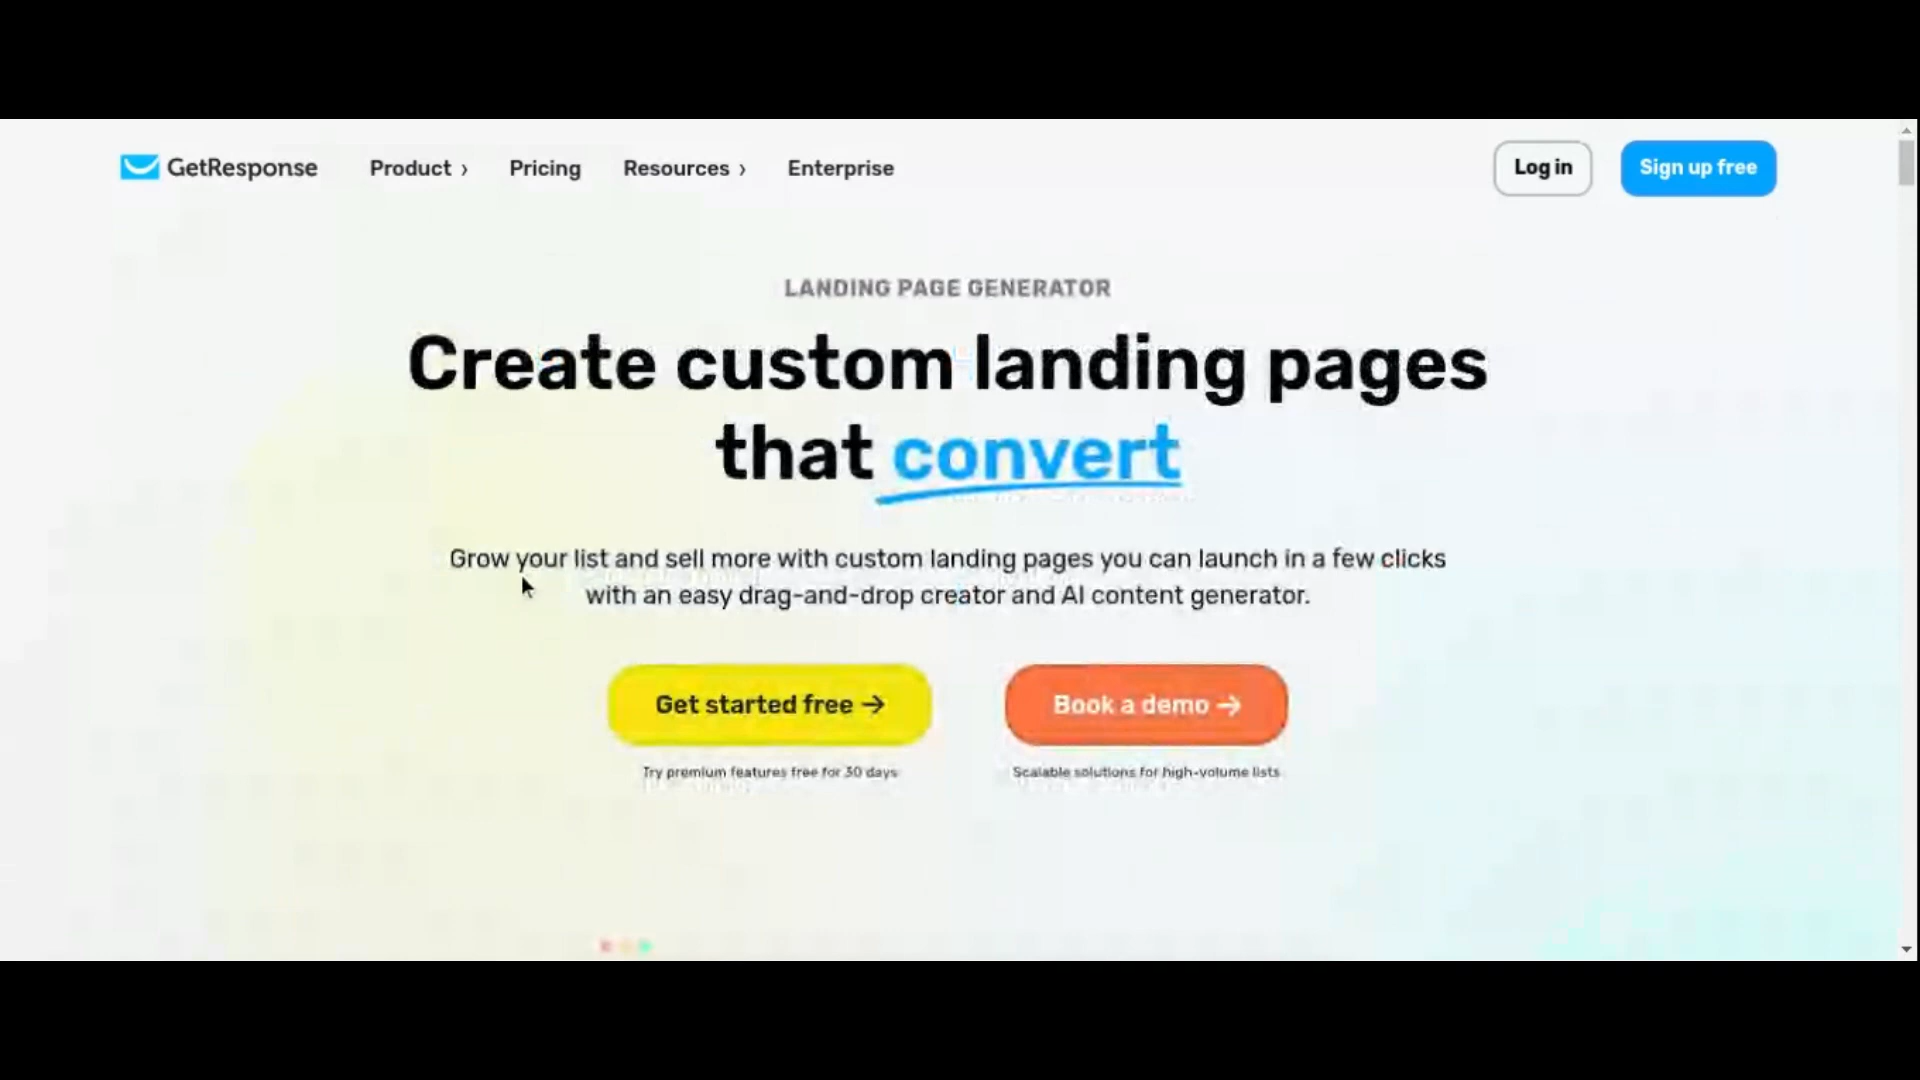 GetResponse
Product ›
Pricing
Resources ›
Enterprise
Log in
Sign up free
LANDING PAGE GENERATOR
Create custom landing pages
that convert
Grow your list and sell more with custom landing pages you can launch in a few clicks
with an easy drag-and-drop creator and AI content generator.
Get started free →
Book a demo →
Try premium features free for 30 days
Scalable solutions for high-volume lists